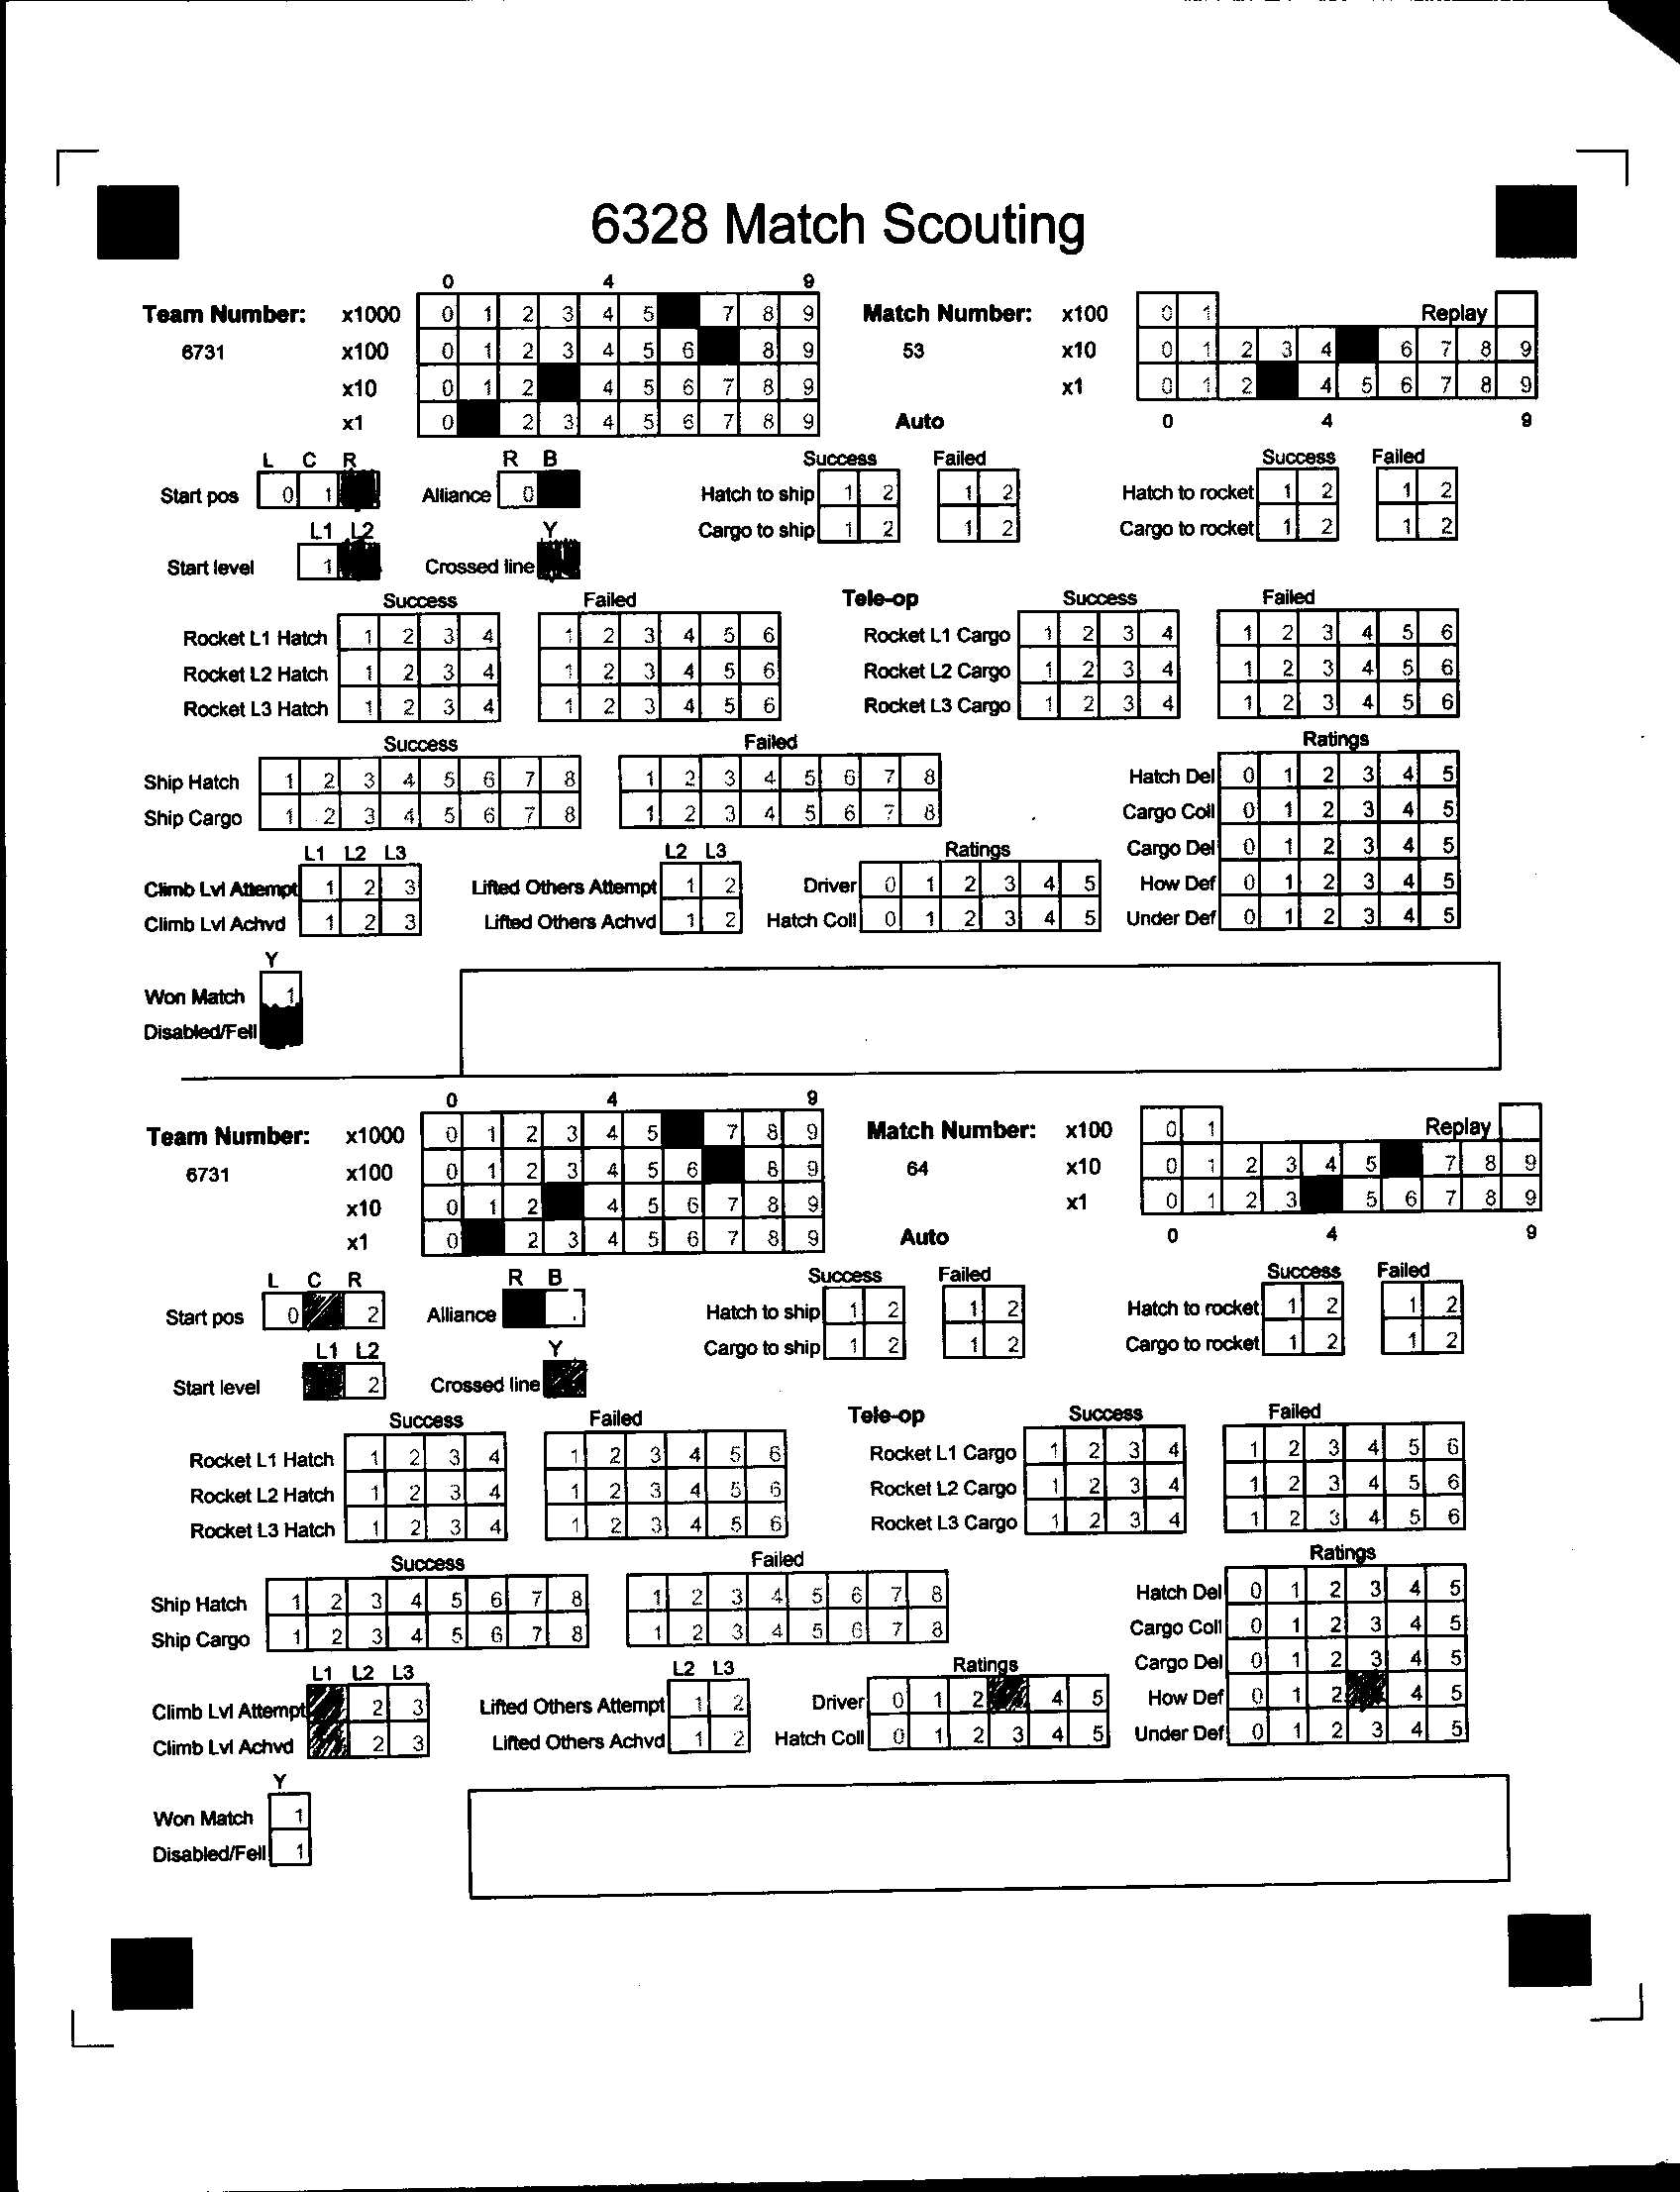 6328 Match Scouting
0 4 9
Team Number: x1000 0 1 2 3 4 5 7 8 9 Match Number: x100 0 1 Replay
6731 x100 0 1 2 3 4 5 6 8 9 53 x10 0 1 2 3 4 6 7 8 9
x10 0 1 2 4 5 6 7 8 9 x1 0 1 2 4 5 6 7 8 9
x1 0 2 3 4 5 6 7 8 9 Auto 0 4 9
L C R R B Success Failed Success Failed
Start pos 0 1 Alliance 0 Hatch to ship 1 2 1 2 Hatch to rocket 1 2 1 2
L1 L2 Y Cargo to ship 1 2 1 2 Cargo to rocket 1 2 1 2
Start level 1 Crossed line
Success Failed Tele-op Success Failed
Rocket L1 Hatch 1 2 3 4 1 2 3 4 5 6 Rocket L1 Cargo 1 2 3 4 1 2 3 4 5 6
Rocket L2 Hatch 1 2 3 4 1 2 3 4 5 6 Rocket L2 Cargo 1 2 3 4 1 2 3 4 5 6
Rocket L3 Hatch 1 2 3 4 1 2 3 4 5 6 Rocket L3 Cargo 1 2 3 4 1 2 3 4 5 6
Success Failed Ratings
Ship Hatch 1 2 3 4 5 6 7 8 1 2 3 4 5 6 7 8 Hatch Del 0 1 2 3 4 5
Ship Cargo 1 2 3 4 5 6 7 8 1 2 3 4 5 6 7 8 Cargo Coll 0 1 2 3 4 5
L1 L2 L3 L2 L3 Ratings Cargo Del 0 1 2 3 4 5
Climb Lvl Attempt 1 2 3 Lifted Others Attempt 1 2 Driver 0 1 2 3 4 5 How Def 0 1 2 3 4 5
Climb Lvl Achvd 1 2 3 Lifted Others Achvd 1 2 Hatch Coll 0 1 2 3 4 5 Under Def 0 1 2 3 4 5
Y
Won Match 1
Disabled/Fell
0 4 9
Team Number: x1000 0 1 2 3 4 5 7 8 9 Match Number: x100 0 1 Replay
6731 x100 0 1 2 3 4 5 6 8 9 64 x10 0 1 2 3 4 5 7 8 9
x10 0 1 2 4 5 6 7 8 9 x1 0 1 2 3 5 6 7 8 9
x1 0 2 3 4 5 6 7 8 9 Auto 0 4 9
L C R R B Success Failed Success Failed
Start pos 0 2 Alliance Hatch to ship 1 2 1 2 Hatch to rocket 1 2 1 2
L1 L2 Y Cargo to ship 1 2 1 2 Cargo to rocket 1 2 1 2
Start level 2 Crossed line
Success Failed Tele-op Success Failed
Rocket L1 Hatch 1 2 3 4 1 2 3 4 5 6 Rocket L1 Cargo 1 2 3 4 1 2 3 4 5 6
Rocket L2 Hatch 1 2 3 4 1 2 3 4 5 6 Rocket L2 Cargo 1 2 3 4 1 2 3 4 5 6
Rocket L3 Hatch 1 2 3 4 1 2 3 4 5 6 Rocket L3 Cargo 1 2 3 4 1 2 3 4 5 6
Success Failed Ratings
Ship Hatch 1 2 3 4 5 6 7 8 1 2 3 4 5 6 7 8 Hatch Del 0 1 2 3 4 5
Ship Cargo 1 2 3 4 5 6 7 8 1 2 3 4 5 6 7 8 Cargo Coll 0 1 2 3 4 5
L1 L2 L3 L2 L3 Ratings Cargo Del 0 1 2 3 4 5
Climb Lvl Attempt 2 3 Lifted Others Attempt 1 2 Driver 0 1 2 4 5 How Def 0 1 2 4 5
Climb Lvl Achvd 2 3 Lifted Others Achvd 1 2 Hatch Coll 0 1 2 3 4 5 Under Def 0 1 2 3 4 5
Y
Won Match 1
Disabled/Fell 1